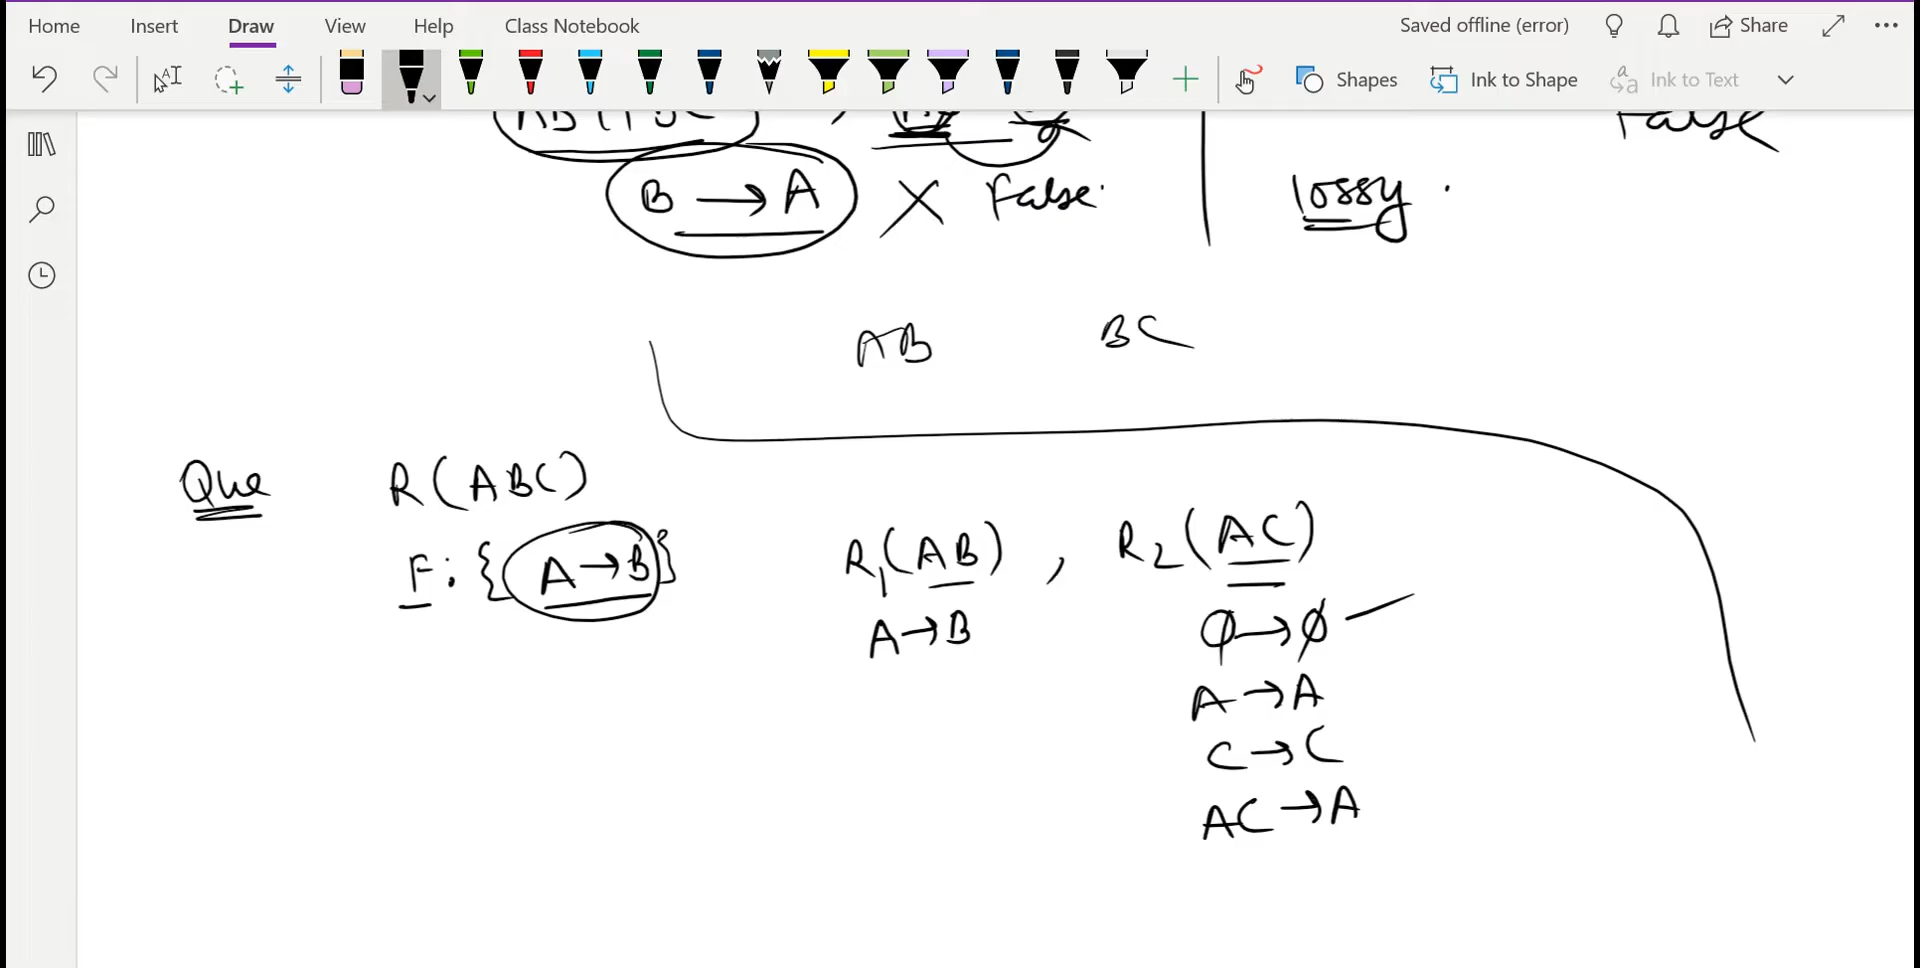 Home Insert Draw View Help Class Notebook Saved offline (error) Share
Shapes Ink to Shape Ink to Text
False
B → A X False lossy
AB BC
Que R(ABC)
F: {A→B} R1(AB) , R2(AC)
A→B ϕ→ϕ
A→A
C→C
AC→A